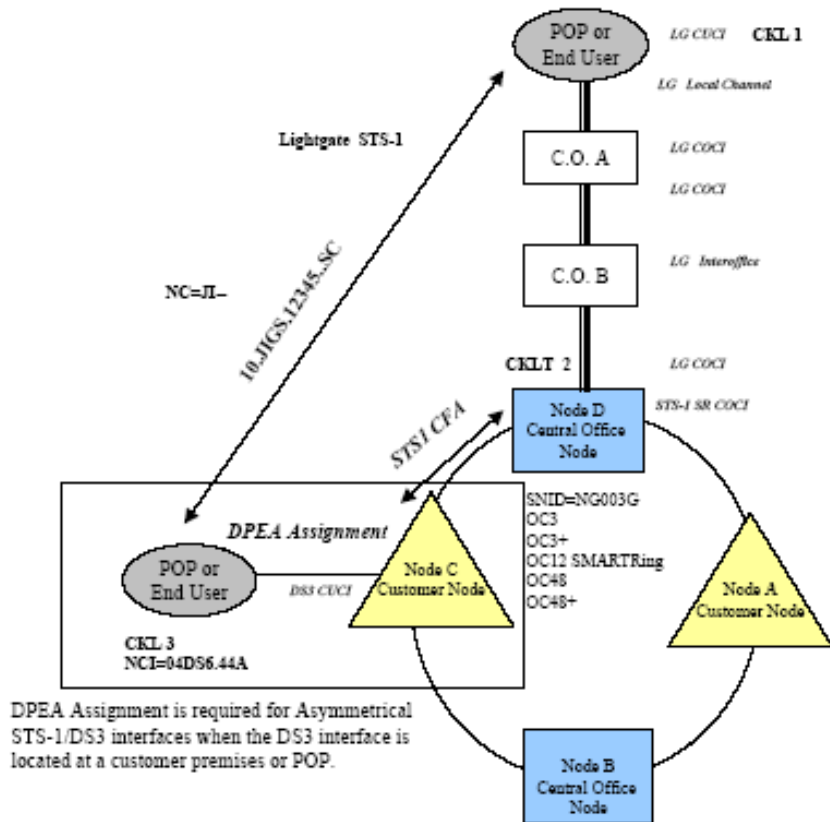 POP or
End User
LG CUCI
CKL 1
LG Local Channel
Lightgate STS-1
C.O. A
LG COCI
LG COCI
C.O. B
LG Interoffice
NC=JI--
10.JIGS.12345..SC
CKLT 2
LG COCI
Node D
Central Office
Node
STS-1 SR COCI
STS1 CFA
SNID=NG003G
OC3
OC3+
OC12 SMARTRing
OC48
OC48+
DPEA Assignment
POP or
End User
DS3 CUCI
Node C
Customer Node
Node A
Customer Node
CKL 3
NCI=04DS6.44A
DPEA Assignment is required for Asymmetrical
STS-1/DS3 interfaces when the DS3 interface is
located at a customer premises or POP.
Node B
Central Office
Node